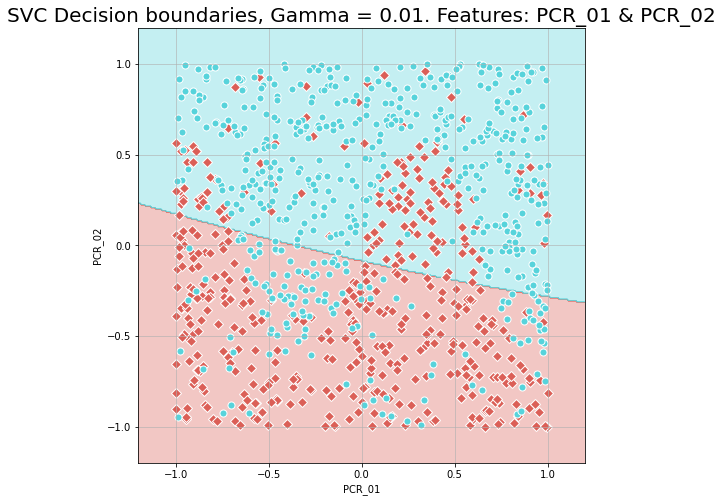 SVC Decision boundaries, Gamma = 0.01. Features: PCR_01 & PCR_02
1.0
0.5
0.0
−0.5
−1.0
PCR_02
−1.0 −0.5 0.0 0.5 1.0
PCR_01